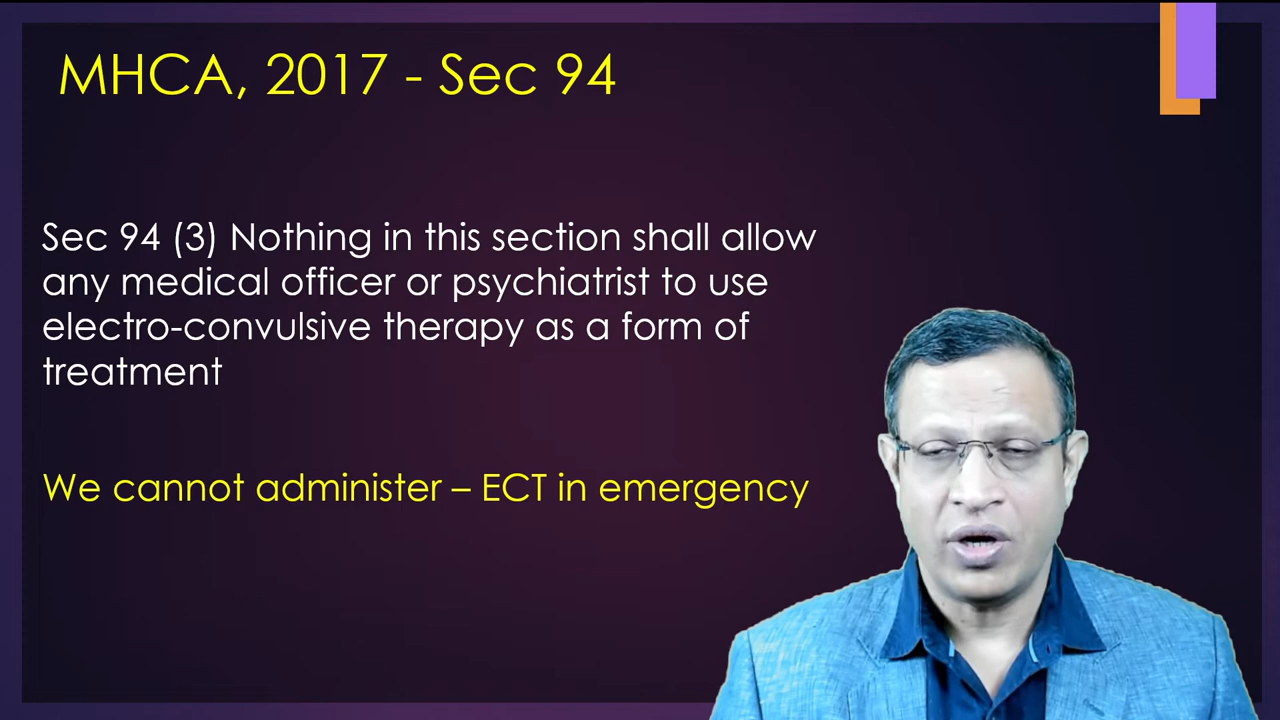 MHCA, 2017 - Sec 94
Sec 94 (3) Nothing in this section shall allow
any medical officer or psychiatrist to use
electro-convulsive therapy as a form of
treatment
We cannot administer – ECT in emergency